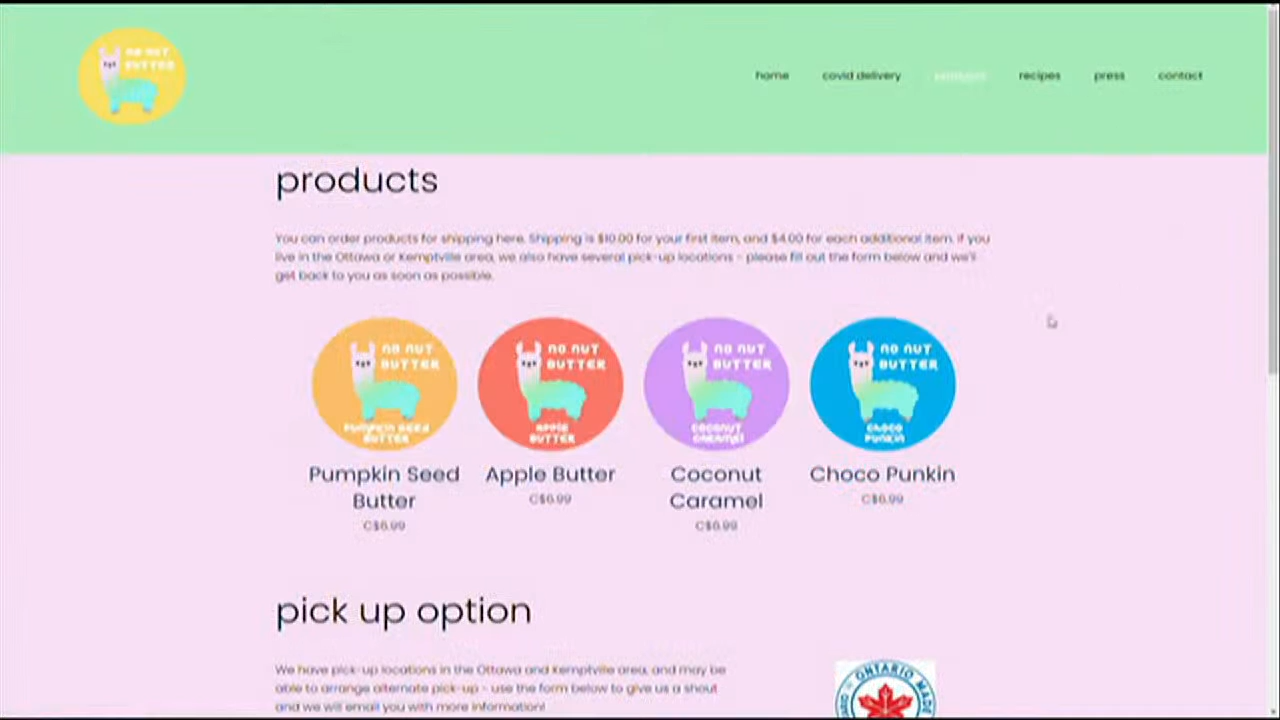 NO NUT
BUTTER
home covid delivery products recipes press contact
products
You can order products for shipping here. Shipping is $10.00 for your first item, and $4.00 for each additional item. If you
live in the Ottawa or Kemptville area, we also have several pick-up locations - please fill out the form below and we'll
get back to you as soon as possible.
NO NUT
BUTTER
PUMPKIN SEED
BUTTER
NO NUT
BUTTER
APPLE
BUTTER
NO NUT
BUTTER
COCONUT
CARAMEL
NO NUT
BUTTER
CHOCO
PUNKIN
Pumpkin Seed
Butter
C$6.99
Apple Butter
C$6.99
Coconut
Caramel
C$6.99
Choco Punkin
C$6.99
pick up option
We have pick-up locations in the Ottawa and Kemptville area, and may be
able to arrange alternate pick-up - use the form below to give us a shout
and we will email you with more information!
ONTARIO MADE